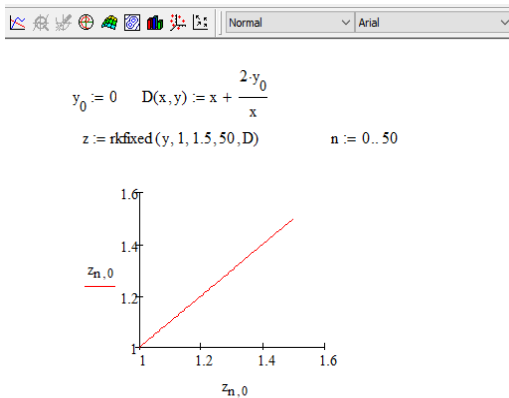 Normal Arial
y₀ := 0 D(x,y) := x + 2·y₀/x
z := rkfixed(y, 1, 1.5, 50, D) n := 0.. 50
1.6
1.4
zₙ,₀
1.2
1
1 1.2 1.4 1.6
zₙ,₀